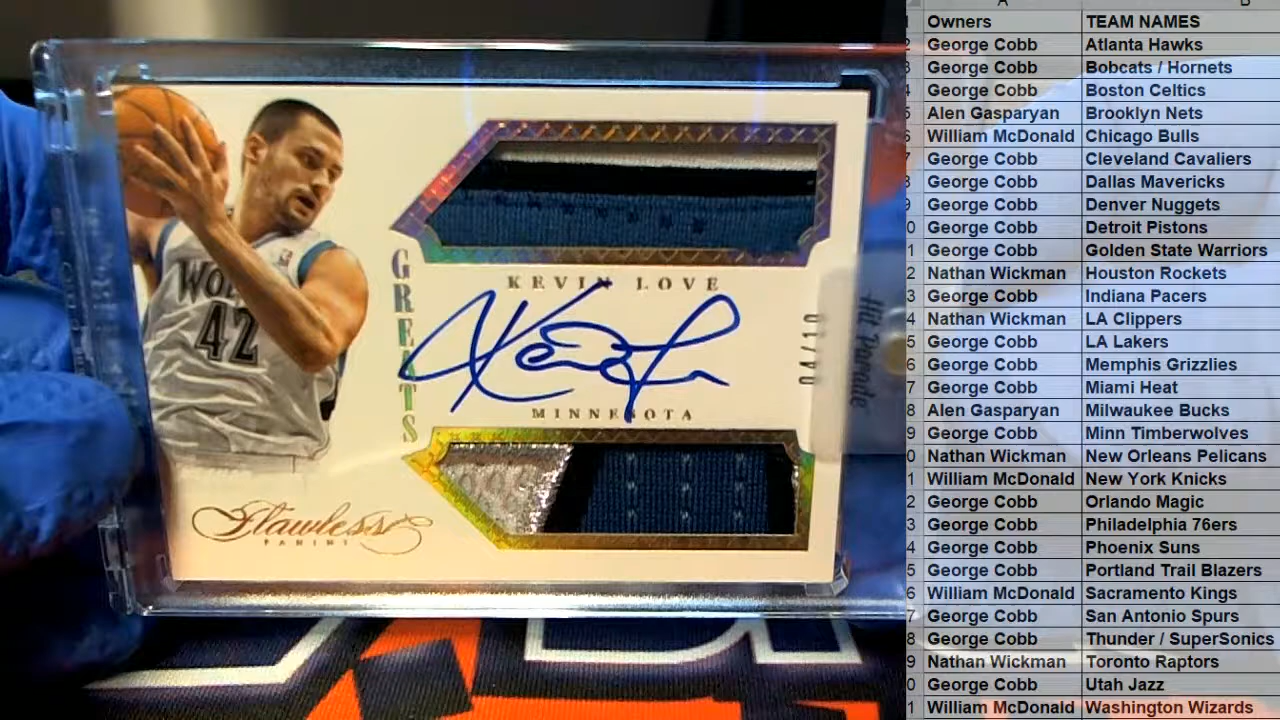 Owners TEAM NAMES
George Cobb Atlanta Hawks
George Cobb Bobcats / Hornets
George Cobb Boston Celtics
Alen Gasparyan Brooklyn Nets
William McDonald Chicago Bulls
George Cobb Cleveland Cavaliers
George Cobb Dallas Mavericks
George Cobb Denver Nuggets
George Cobb Detroit Pistons
George Cobb Golden State Warriors
Nathan Wickman Houston Rockets
George Cobb Indiana Pacers
Nathan Wickman LA Clippers
George Cobb LA Lakers
George Cobb Memphis Grizzlies
George Cobb Miami Heat
Alen Gasparyan Milwaukee Bucks
George Cobb Minn Timberwolves
Nathan Wickman New Orleans Pelicans
William McDonald New York Knicks
George Cobb Orlando Magic
George Cobb Philadelphia 76ers
George Cobb Phoenix Suns
George Cobb Portland Trail Blazers
William McDonald Sacramento Kings
George Cobb San Antonio Spurs
George Cobb Thunder / SuperSonics
Nathan Wickman Toronto Raptors
George Cobb Utah Jazz
William McDonald Washington Wizards
KEVIN LOVE
GREATS
MINNESOTA
04/10
Hit Parade
42
Flawless
PANINI